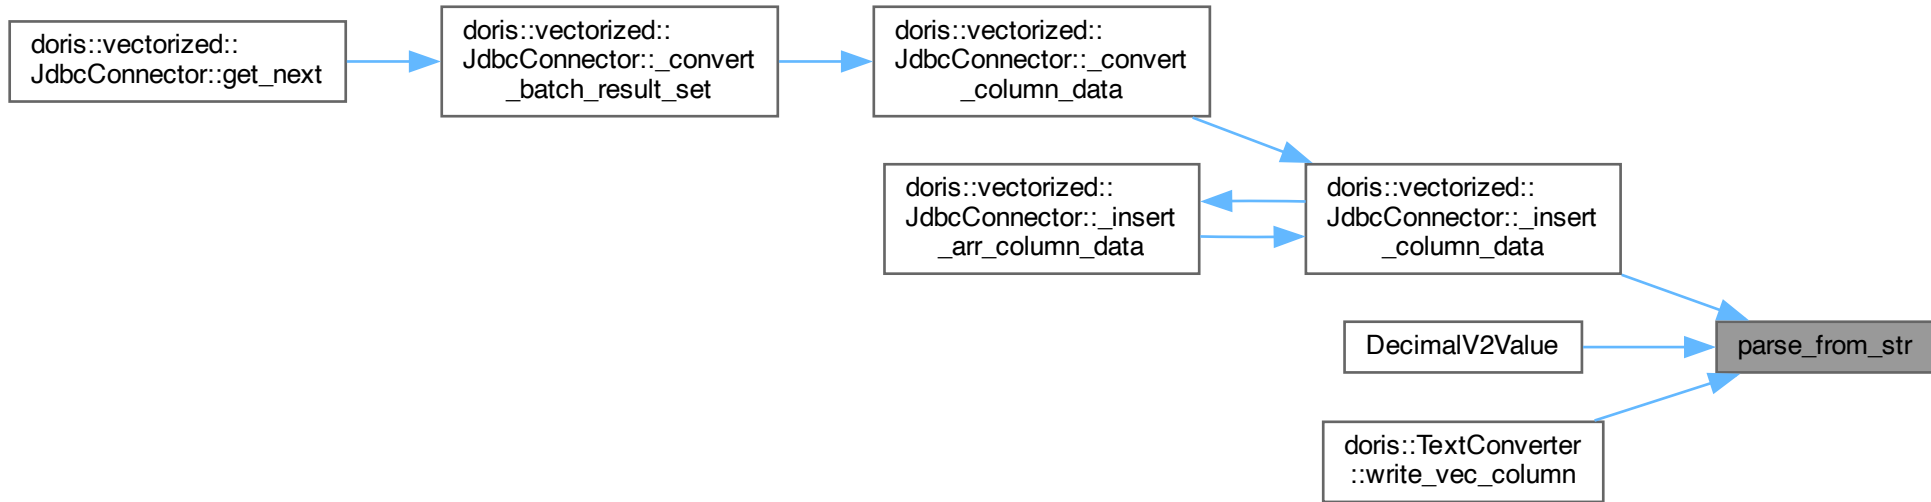 doris::vectorized::
JdbcConnector::get_next
doris::vectorized::
JdbcConnector::_convert
_batch_result_set
doris::vectorized::
JdbcConnector::_convert
_column_data
doris::vectorized::
JdbcConnector::_insert
_arr_column_data
doris::vectorized::
JdbcConnector::_insert
_column_data
DecimalV2Value
parse_from_str
doris::TextConverter
::write_vec_column